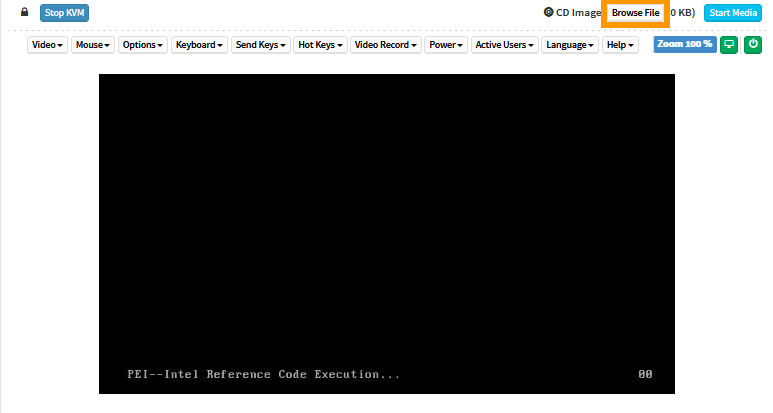 Stop KVM CD Image Browse File 0 KB) Start Media
Video Mouse Options Keyboard Send Keys Hot Keys Video Record Power Active Users Language Help Zoom 100 %
PEI--Intel Reference Code Execution... 00